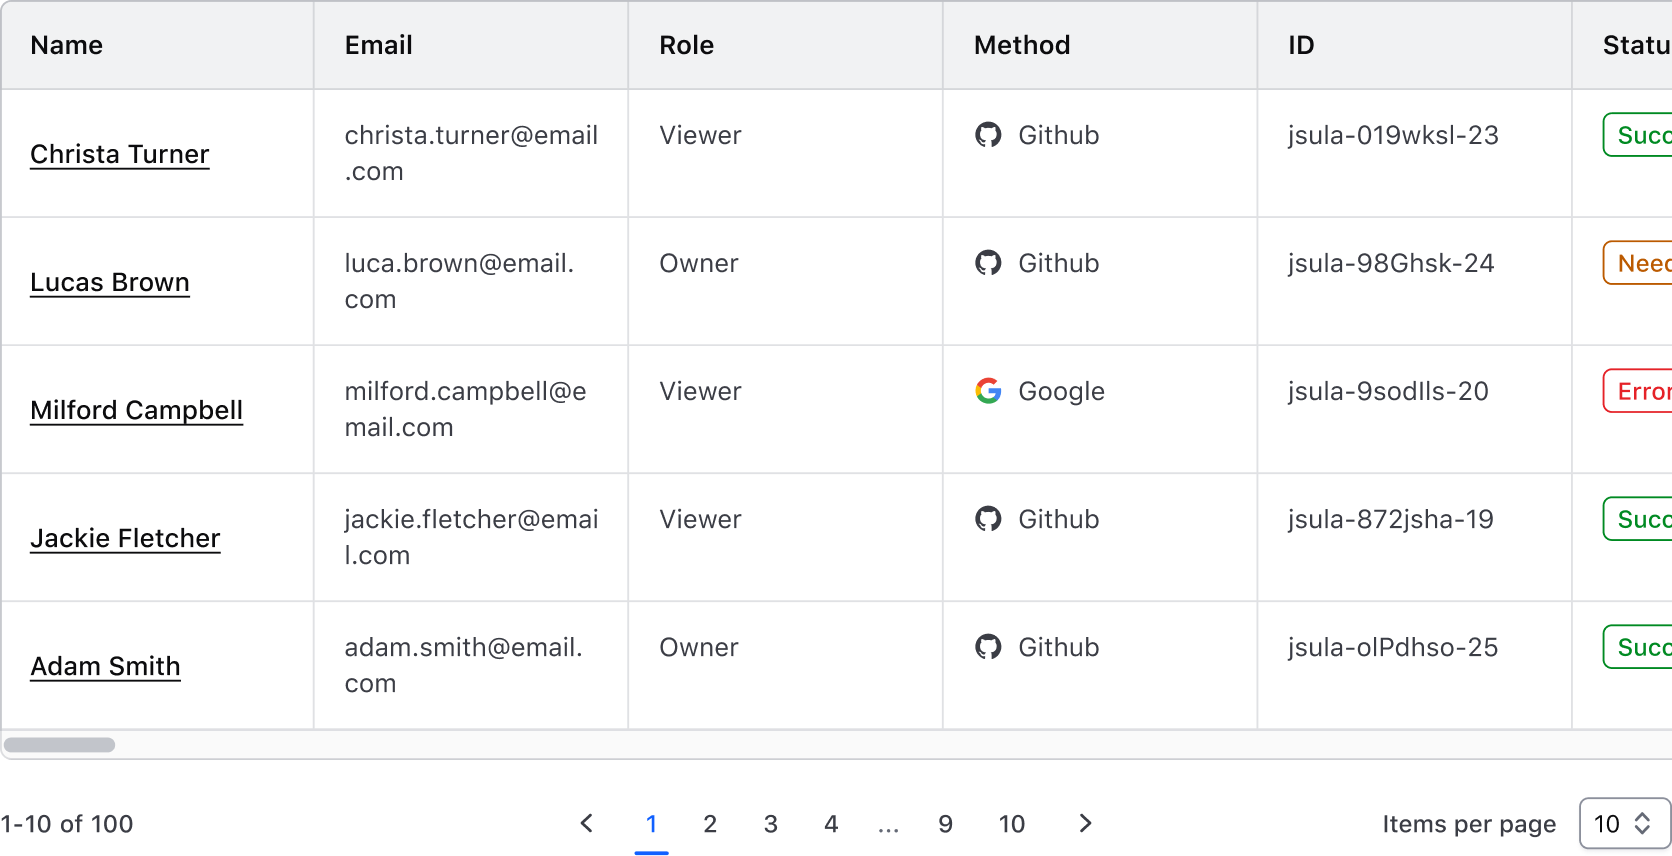 Name Email Role Method ID Statu
Christa Turner christa.turner@email Viewer Github jsula-019wksl-23 Succ
.com
Lucas Brown luca.brown@email. Owner Github jsula-98Ghsk-24 Need
com
Milford Campbell milford.campbell@e Viewer Google jsula-9sodIls-20 Error
mail.com
Jackie Fletcher jackie.fletcher@emai Viewer Github jsula-872jsha-19 Succ
l.com
Adam Smith adam.smith@email. Owner Github jsula-olPdhso-25 Succ
com
1-10 of 100 1 2 3 4 ... 9 10 Items per page 10